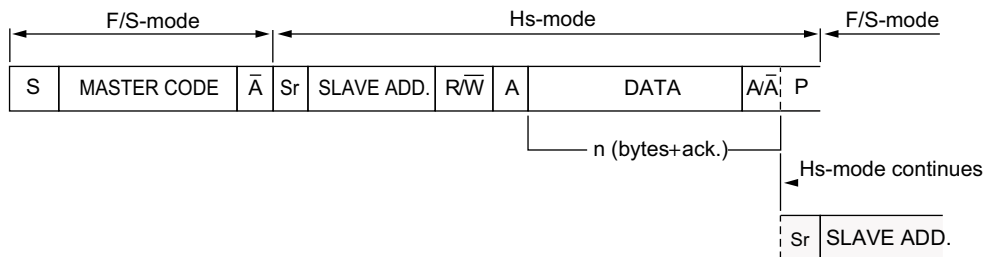 F/S-mode Hs-mode F/S-mode
S MASTER CODE A̅ Sr SLAVE ADD. R/W̅ A DATA A/A̅ P
n (bytes+ack.)
Hs-mode continues
Sr SLAVE ADD.